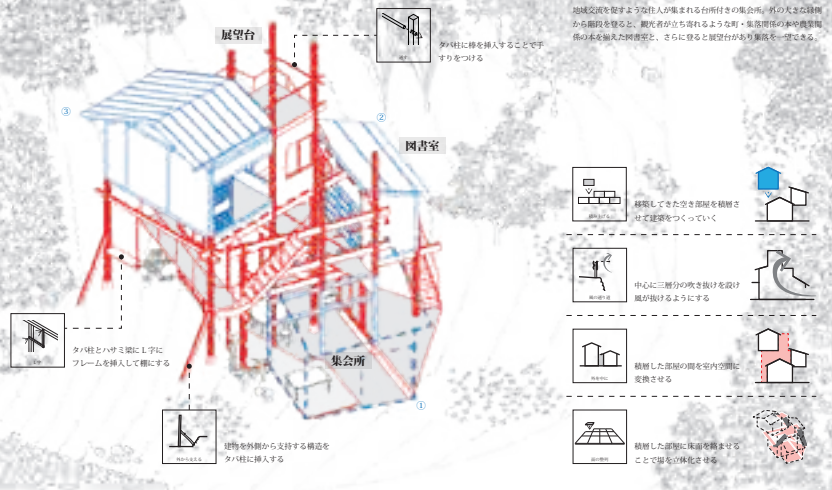 地域交流を促すような住人が集まれる台所付きの集会所。外の大きな縁側
から階段を登ると、観光者が立ち寄れるような町・集落関係の本や農業関
係の本を揃えた図書室と、さらに登ると展望台があり集落を一望できる。
展望台
タバ柱に棒を挿入することで手
すりをつける
③
②
図書室
移築してきた空き部屋を積層さ
せて建築をつくっていく
中心に三層分の吹き抜けを設け
風が抜けるようにする
タバ柱とハサミ梁にL字に
フレームを挿入して棚にする
集会所
積層した部屋の間を室内空間に
変換させる
①
外から支える
建物を外側から支持する構造を
タバ柱に挿入する
積層した部屋に床面を絡ませる
ことで場を立体化させる